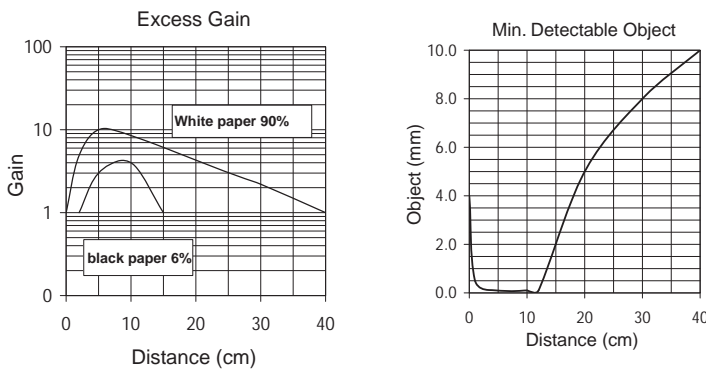 Excess Gain
100
10
1
0
Gain
White paper 90%
black paper 6%
0 10 20 30 40
Distance (cm)
Min. Detectable Object
10.0
8.0
6.0
4.0
2.0
0.0
Object (mm)
0 10 20 30 40
Distance (cm)